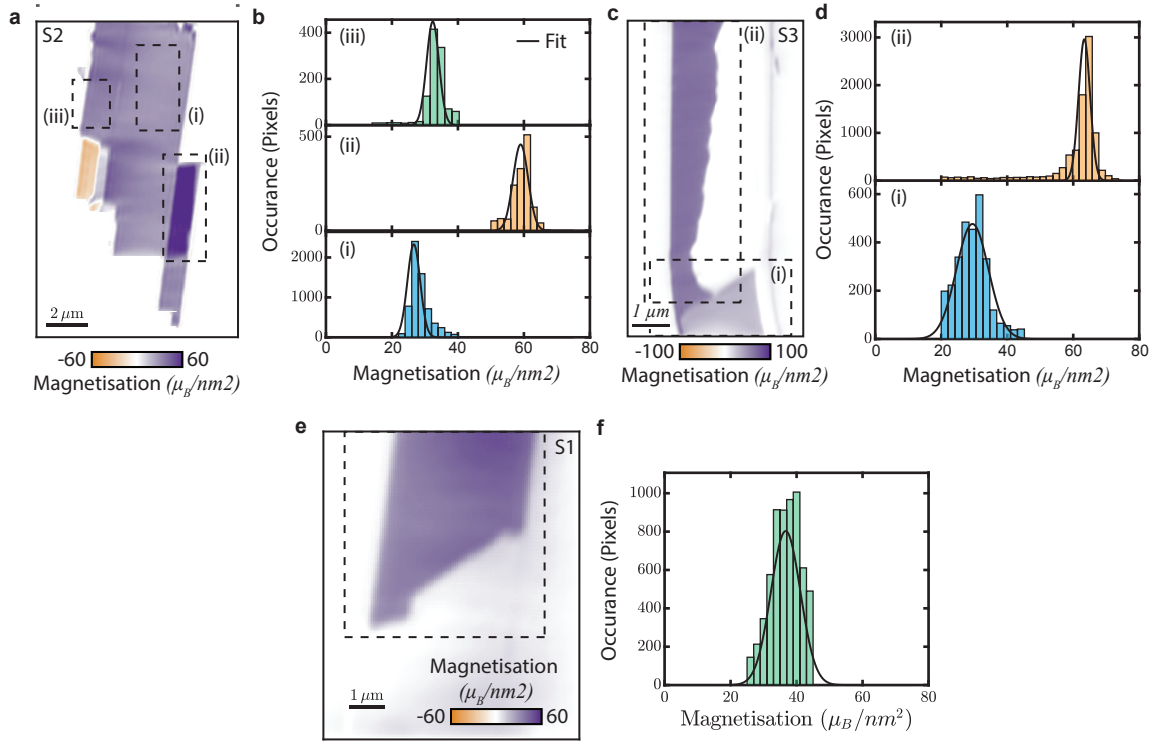 a
S2
(i)
(iii)
(ii)
2 μm
-60 60
Magnetisation (μB/nm2)
b
Occurance (Pixels)
400
200
0
(iii)
Fit
500
0
(ii)
2000
1000
0
(i)
0 20 40 60 80
Magnetisation (μB/nm2)
c
(ii) S3
(i)
1 μm
-100 100
Magnetisation (μB/nm2)
d
Occurance (Pixels)
3000
2000
1000
0
(ii)
600
400
200
0
(i)
0 20 40 60 80
Magnetisation (μB/nm2)
e
S1
Magnetisation
(μB/nm2)
1 μm
-60 60
f
Occurance (Pixels)
1000
800
600
400
200
0
0 20 40 60 80
Magnetisation (μB/nm²)